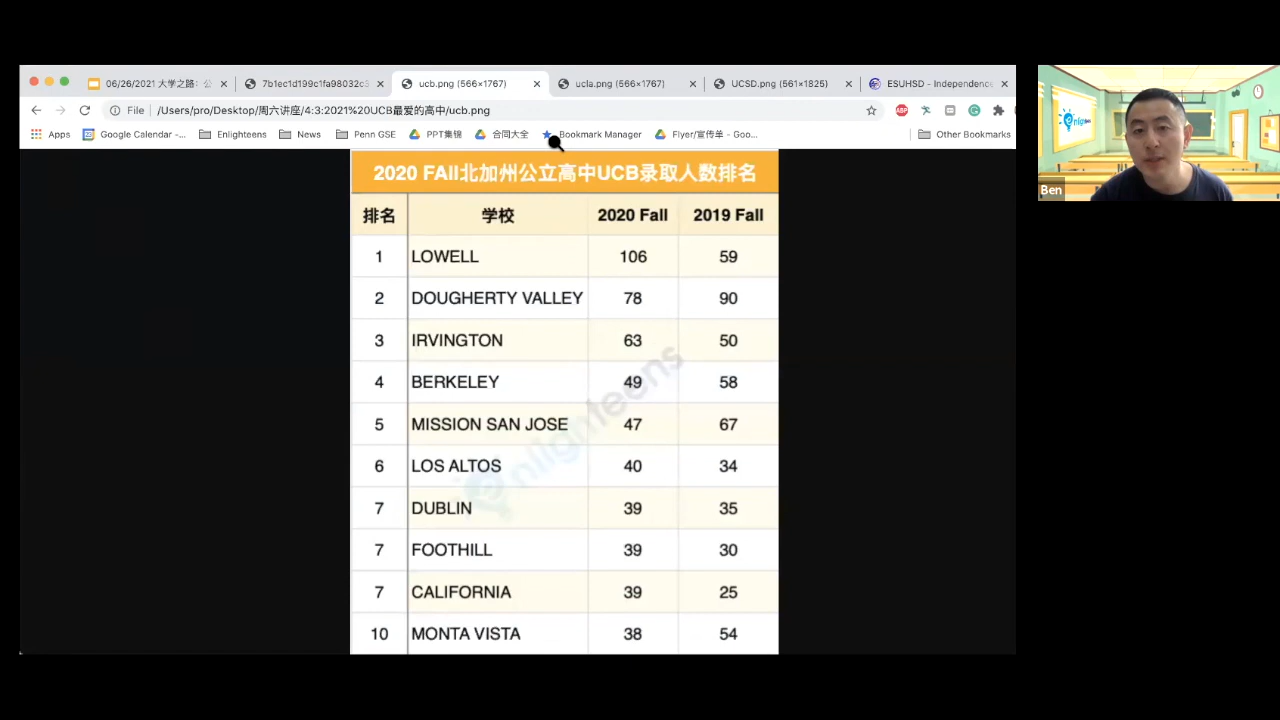 06/26/2021 大学之路：公
7b1ec1d199c1fa98032c3
ucb.png (566×1767)
ucla.png (566×1767)
UCSD.png (561×1825)
ESUHSD - Independence
File
/Users/pro/Desktop/周六讲座/4:3:2021%20UCB最爱的高中/ucb.png
Apps
Google Calendar -...
Enlighteens
News
Penn GSE
PPT集锦
合同大全
Bookmark Manager
Flyer/宣传单 - Goo...
Other Bookmarks
2020 FAll北加州公立高中UCB录取人数排名
排名 学校 2020 Fall 2019 Fall
1 LOWELL 106 59
2 DOUGHERTY VALLEY 78 90
3 IRVINGTON 63 50
4 BERKELEY 49 58
5 MISSION SAN JOSE 47 67
6 LOS ALTOS 40 34
7 DUBLIN 39 35
7 FOOTHILL 39 30
7 CALIFORNIA 39 25
10 MONTA VISTA 38 54
enlighteens
Ben